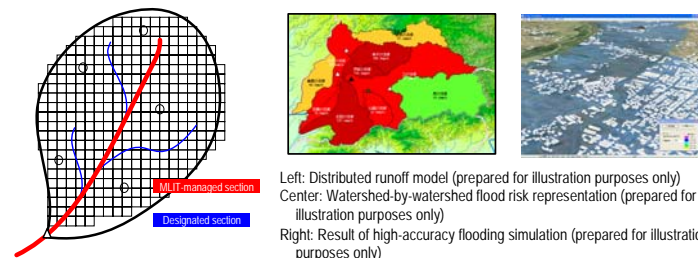 MLIT-managed section
Designated section
Left: Distributed runoff model (prepared for illustration purposes only)
Center: Watershed-by-watershed flood risk representation (prepared for
illustration purposes only)
Right: Result of high-accuracy flooding simulation (prepared for illustratio
purposes only)